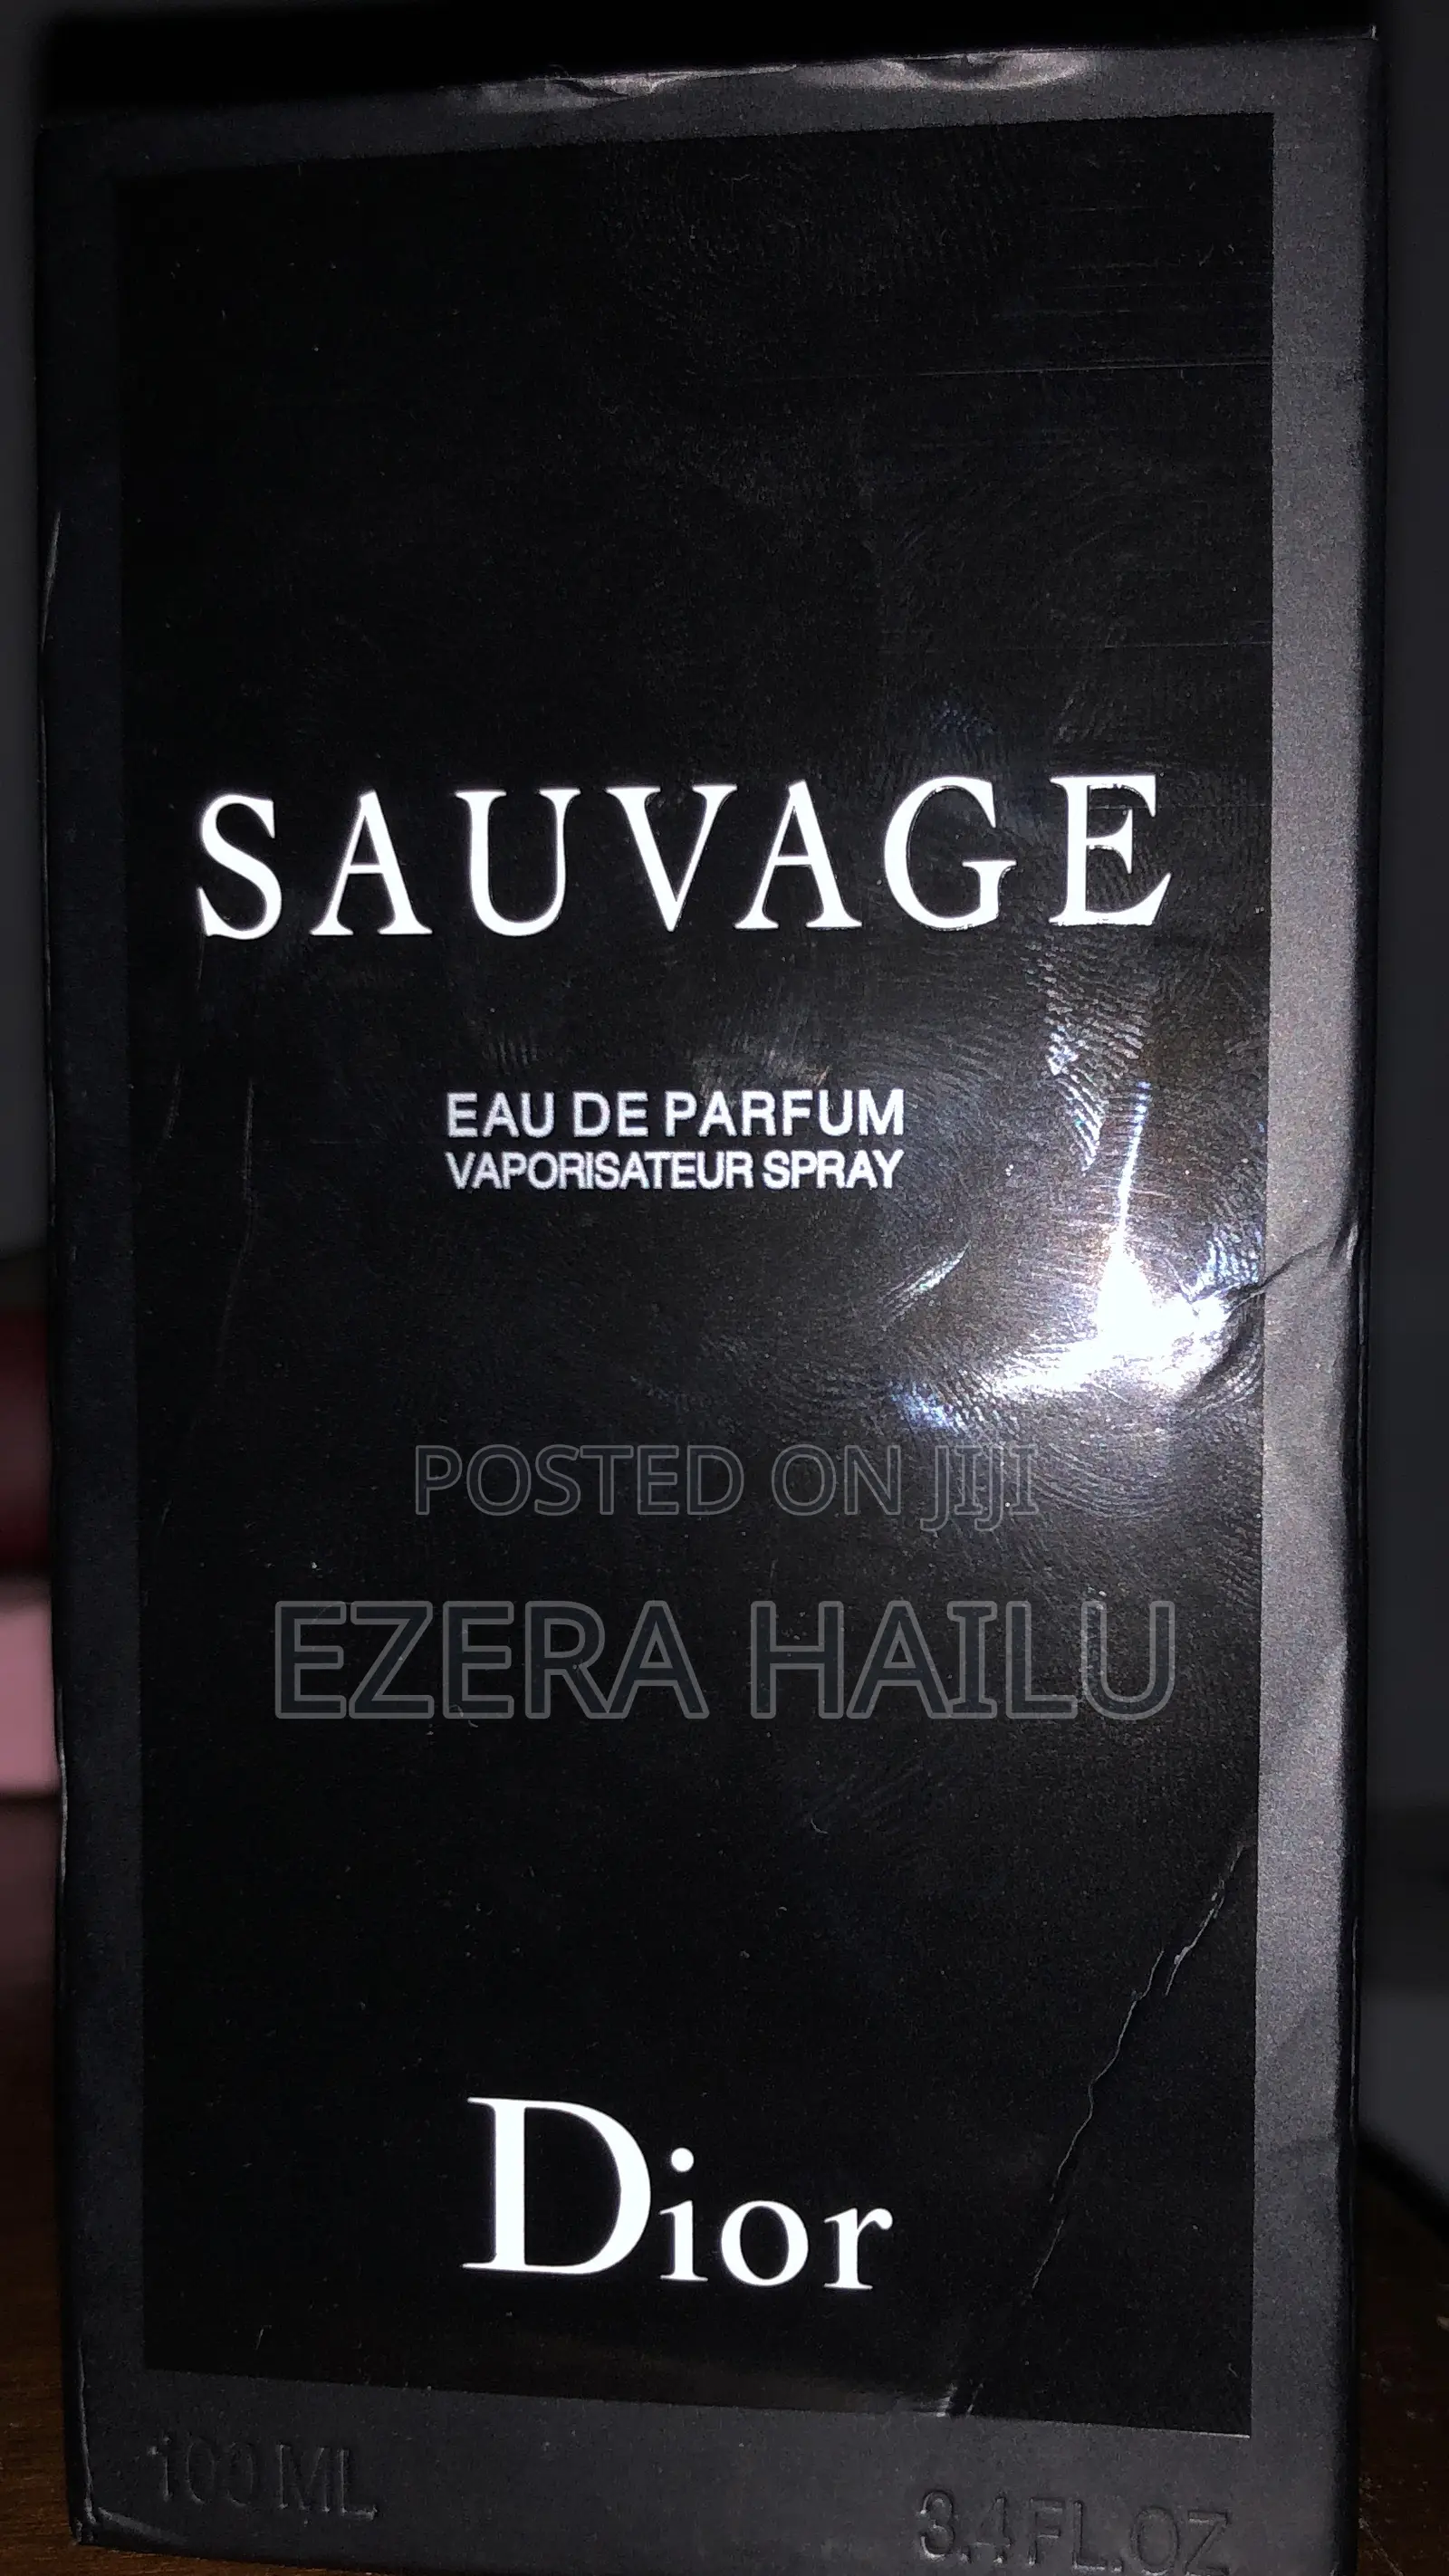 SAUVAGE
EAU DE PARFUM
VAPORISATEUR SPRAY
POSTED ON JIJI
EZERA HAILU
Dior
100 ML
3.4 FL.OZ